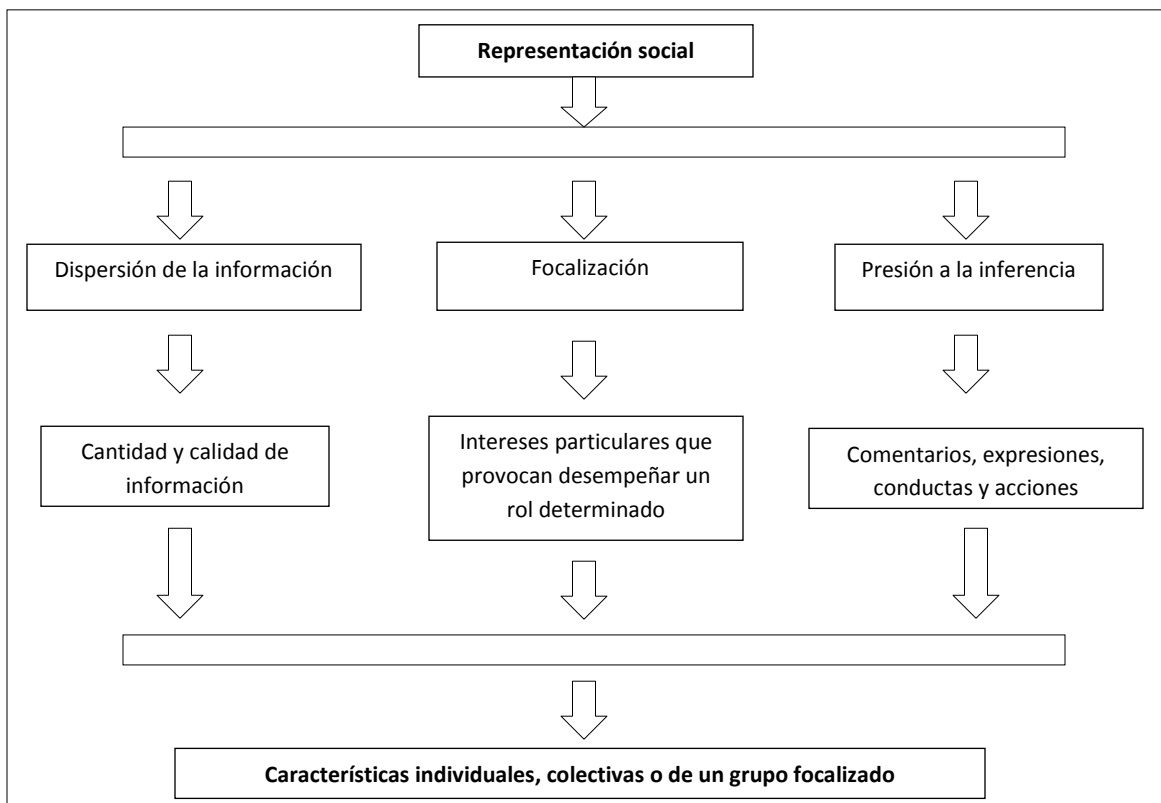 Representación social
Dispersión de la información
Focalización
Presión a la inferencia
Cantidad y calidad de
información
Intereses particulares que
provocan desempeñar un
rol determinado
Comentarios, expresiones,
conductas y acciones
Características individuales, colectivas o de un grupo focalizado